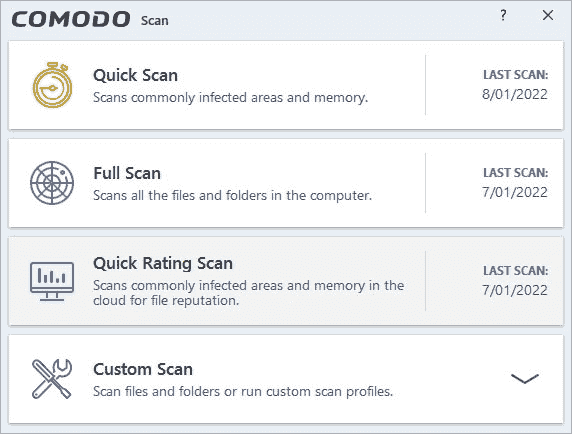 COMODO Scan ? ×
Quick Scan
Scans commonly infected areas and memory.
LAST SCAN:
8/01/2022
Full Scan
Scans all the files and folders in the computer.
LAST SCAN:
7/01/2022
Quick Rating Scan
Scans commonly infected areas and memory in the
cloud for file reputation.
LAST SCAN:
7/01/2022
Custom Scan
Scan files and folders or run custom scan profiles.